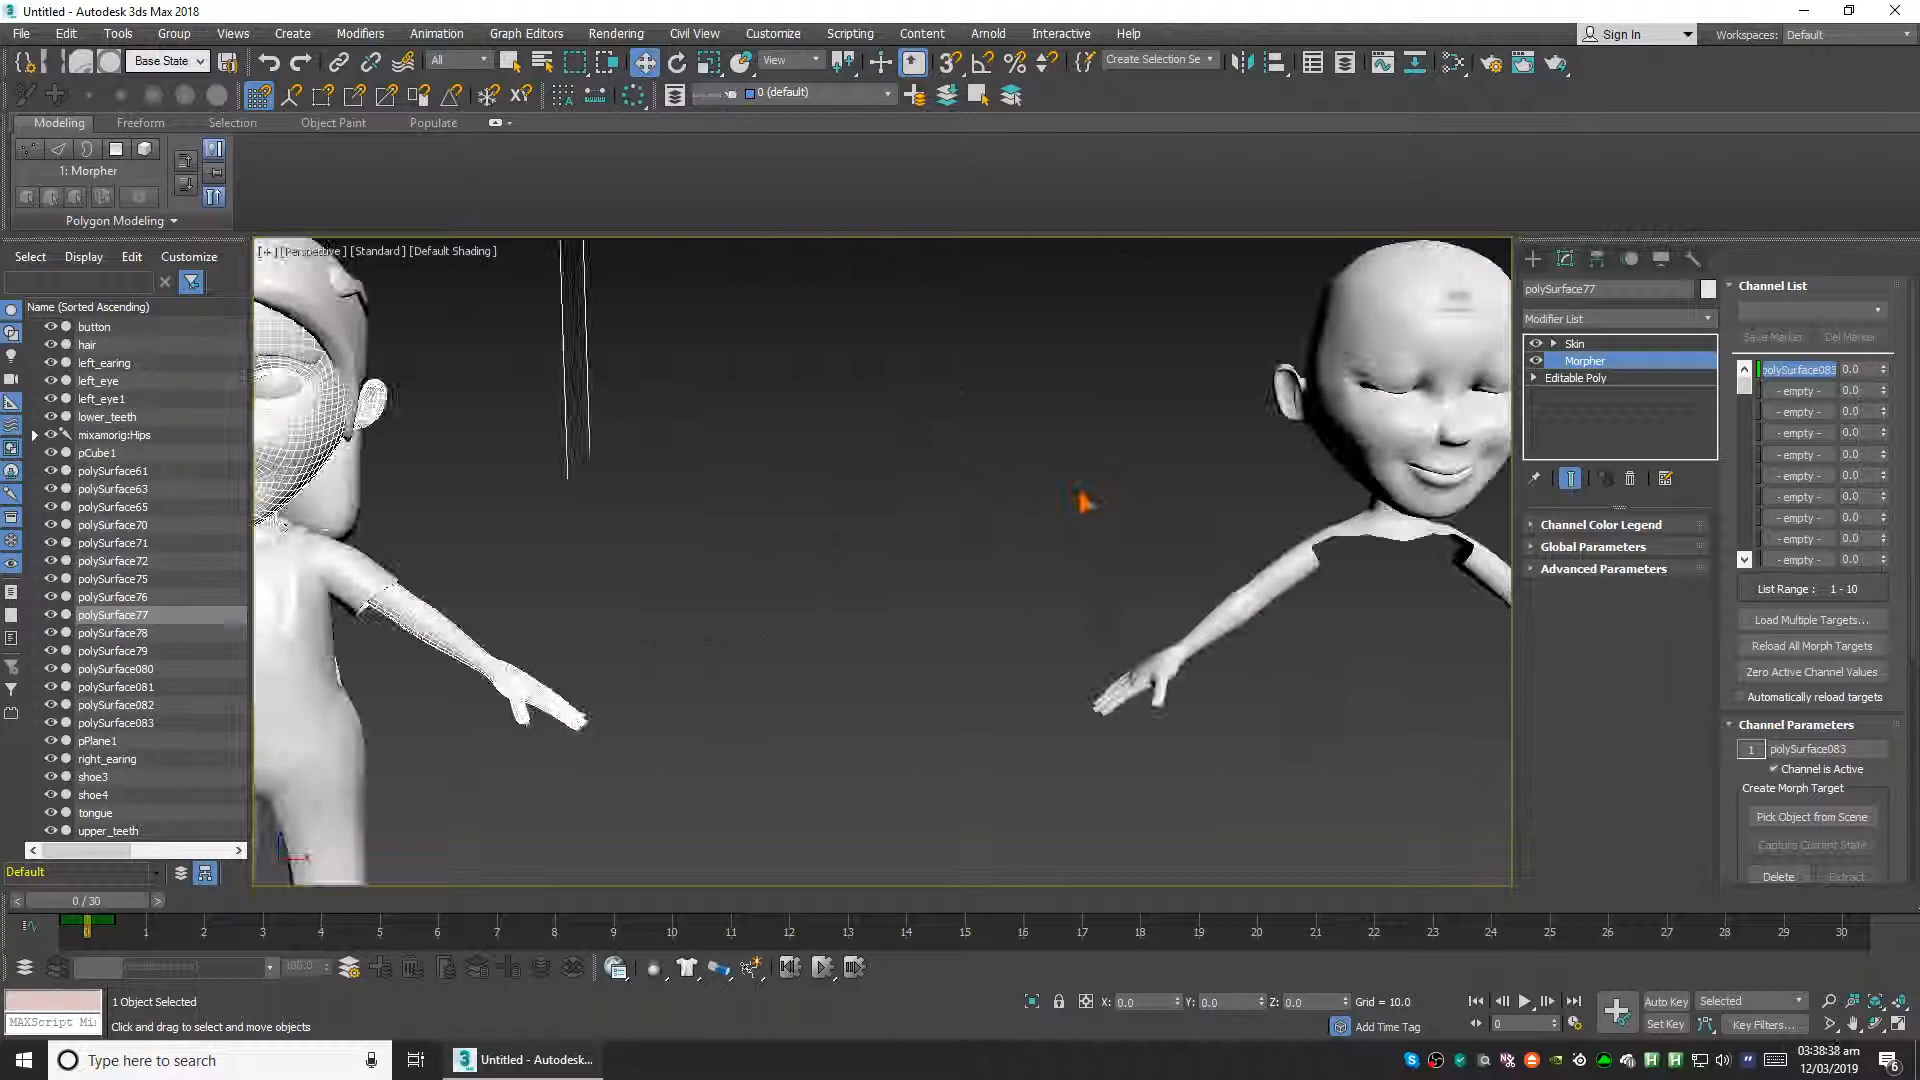 Untitled - Autodesk 3ds Max 2018
File Edit Tools Group Views Create Modifiers Animation Graph Editors Rendering Civil View Customize Scripting Content Arnold Interactive Help
Sign In Workspaces: Default
Base State All View Create Selection Se
0 (default)
Modeling Freeform Selection Object Paint Populate
1: Morpher
Polygon Modeling
Select Display Edit Customize
[+] [Perspective] [Standard] [Default Shading]
Name (Sorted Ascending)
button
hair
left_earing
left_eye
left_eye1
lower_teeth
mixamorig:Hips
pCube1
polySurface61
polySurface63
polySurface65
polySurface70
polySurface71
polySurface72
polySurface75
polySurface76
polySurface77
polySurface78
polySurface79
polySurface080
polySurface081
polySurface082
polySurface083
pPlane1
right_earing
shoe3
shoe4
tongue
upper_teeth
Default
polySurface77
Modifier List
Skin
Morpher
Editable Poly
Channel Color Legend
Global Parameters
Advanced Parameters
Channel List
Save Marker Del Marker
polySurface083 0.0
- empty - 0.0
- empty - 0.0
- empty - 0.0
- empty - 0.0
- empty - 0.0
- empty - 0.0
- empty - 0.0
- empty - 0.0
- empty - 0.0
List Range : 1 - 10
Load Multiple Targets...
Reload All Morph Targets
Zero Active Channel Values
Automatically reload targets
Channel Parameters
1 polySurface083
Channel is Active
Create Morph Target
Pick Object from Scene
Capture Current State
Delete Extract
0 / 30
0 1 2 3 4 5 6 7 8 9 10 11 12 13 14 15 16 17 18 19 20 21 22 23 24 25 26 27 28 29 30
100.0
1 Object Selected
X: 0.0 Y: 0.0 Z: 0.0 Grid = 10.0
Auto Key Selected
MAXScript Mi
Click and drag to select and move objects
Add Time Tag
0
Set Key Key Filters...
Type here to search
Untitled - Autodesk...
03:38:38 am
12/03/2019
6